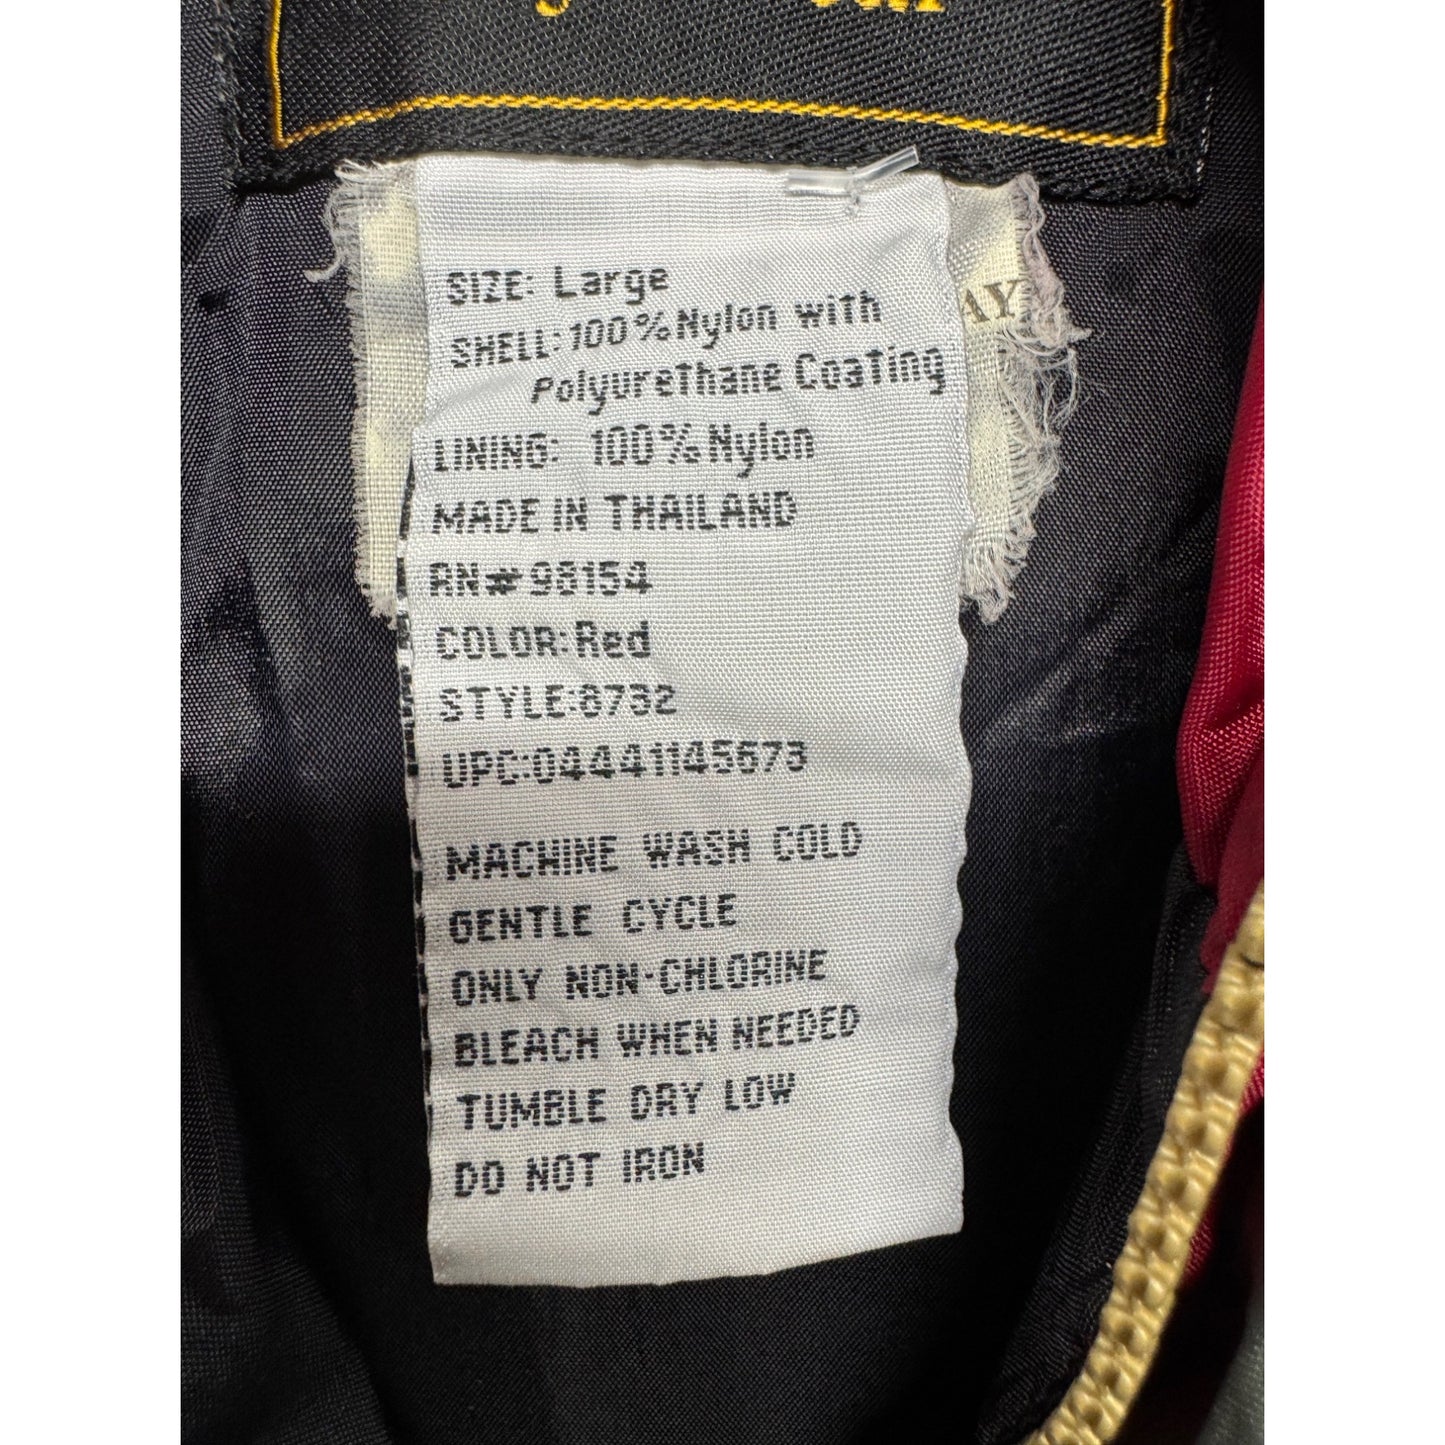 SIZE: Large
SHELL:100%Nylon with
Polyurethane Coating
AY
LINING: 100%Nylon
MADE IN THAILAND
RN#98154
COLOR:Red
STYLE:8732
UPC:04441145673
MACHINE WASH COLD
GENTLE CYCLE
ONLY NON-CHLORINE
BLEACH WHEN NEEDED
TUMBLE DRY LOW
DO NOT IRON